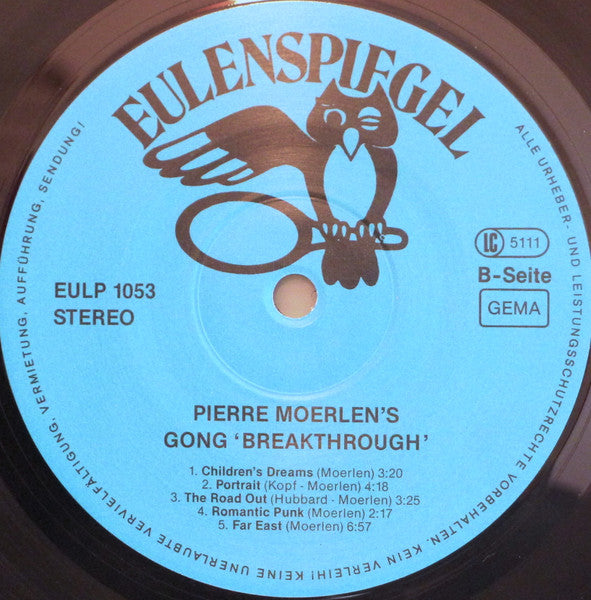 EULENSPIEGEL
LC 5111
B-Seite
GEMA
EULP 1053
STEREO
PIERRE MOERLEN'S
GONG 'BREAKTHROUGH'
1. Children's Dreams (Moerlen) 3:20
2. Portrait (Kopf - Moerlen) 4:18
3. The Road Out (Hubbard - Moerlen) 3:25
4. Romantic Punk (Moerlen) 2:17
5. Far East (Moerlen) 6:57
ALLE URHEBER- UND LEISTUNGSSCHUTZRECHTE VORBEHALTEN. KEIN VERLEIH! KEINE UNERLAUBTE VERVIELFÄLTIGUNG, VERMIETUNG, AUFFÜHRUNG, SENDUNG!